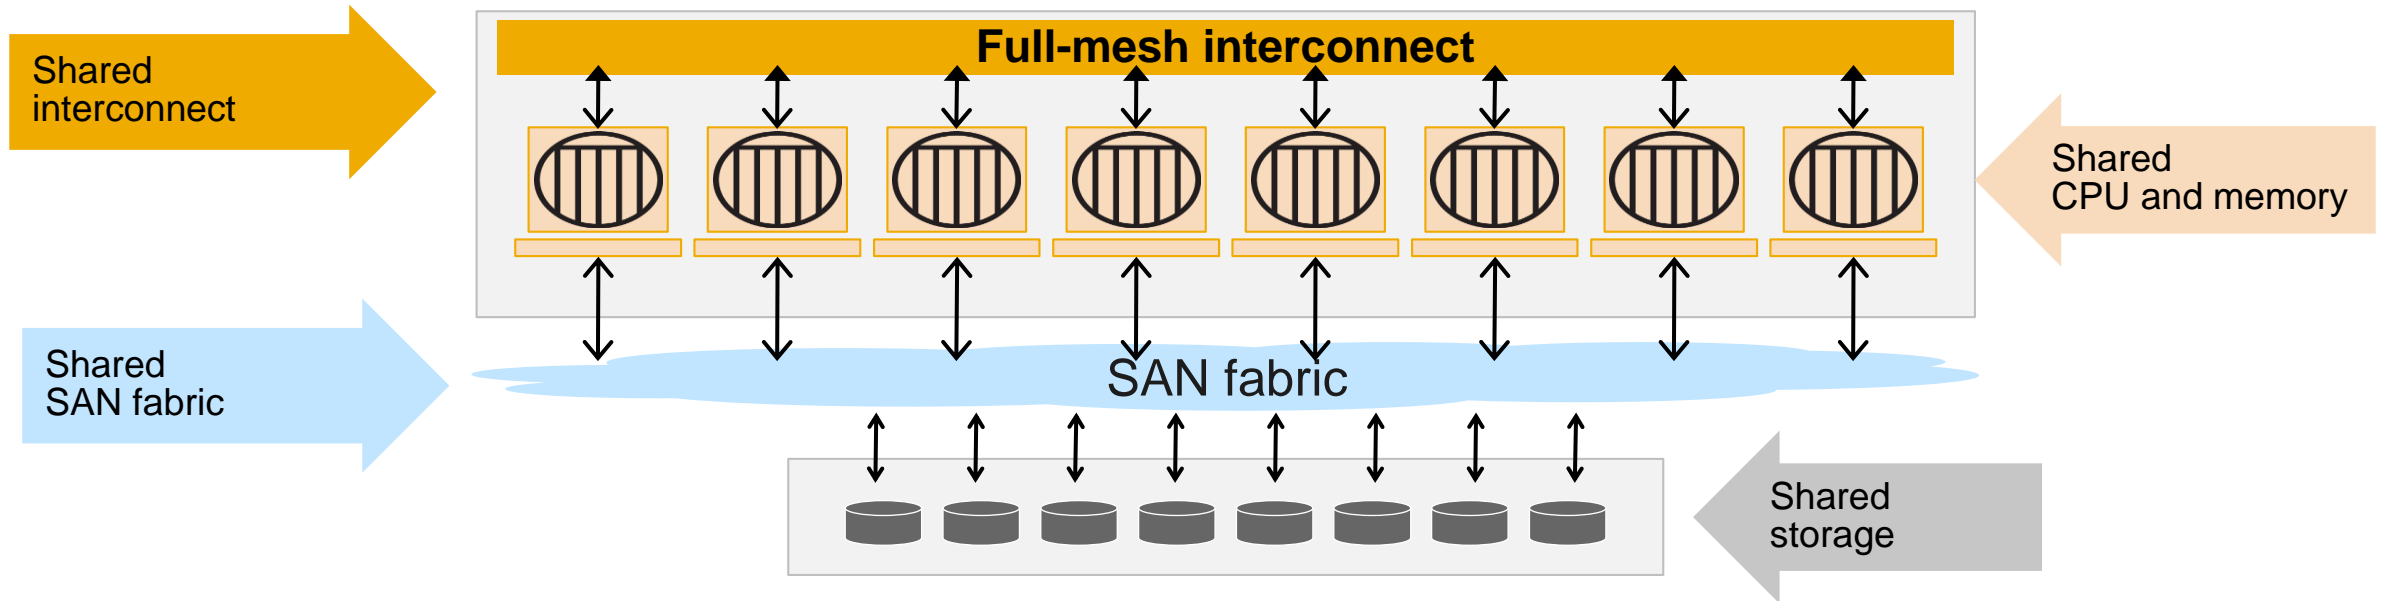 Full-mesh interconnect
Shared
interconnect
Shared
CPU and memory
Shared
SAN fabric
SAN fabric
Shared
storage